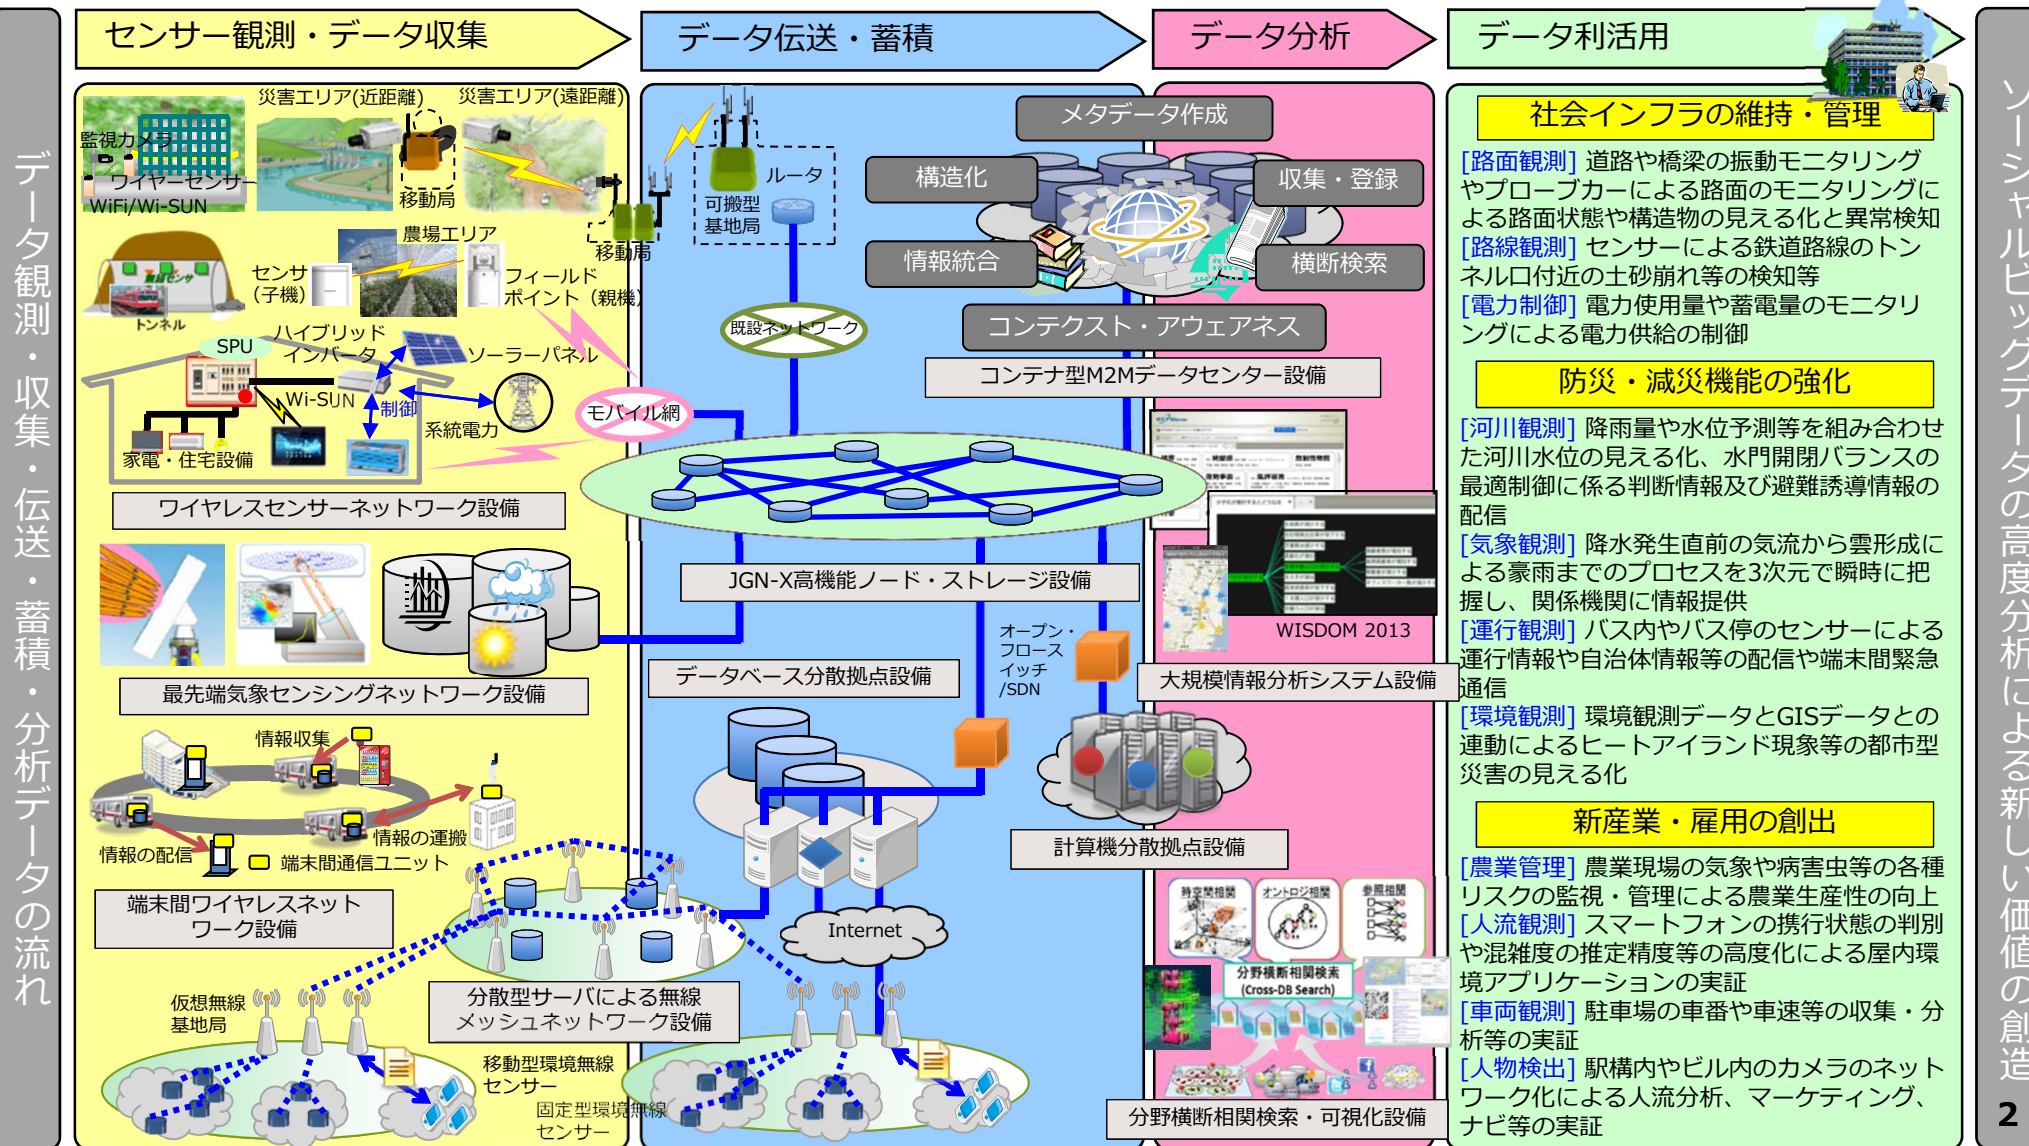 データ観測・収集・伝送・蓄積・分析データの流れ
センサー観測・データ収集
データ伝送・蓄積
データ分析
データ利活用
災害エリア(近距離)
災害エリア(遠距離)
監視カメラ
ワイヤーセンサー
WiFi/Wi-SUN
移動局
移動局
農場エリア
センサ
（子機）
フィールド
ポイント（親機）
無線センサ
トンネル
SPU
ハイブリッド
インバータ
ソーラーパネル
Wi-SUN
制御
系統電力
家電・住宅設備
ワイヤレスセンサーネットワーク設備
最先端気象センシングネットワーク設備
情報収集
情報の運搬
情報の配信
端末間通信ユニット
端末間ワイヤレスネット
ワーク設備
仮想無線
基地局
分散型サーバによる無線
メッシュネットワーク設備
移動型環境無線
センサー
固定型環境無線
センサー
ルータ
可搬型
基地局
既設ネットワーク
モバイル網
メタデータ作成
構造化
収集・登録
情報統合
横断検索
コンテクスト・アウェアネス
コンテナ型M2Mデータセンター設備
JGN-X高機能ノード・ストレージ設備
オープン・
フロース
イッチ
/SDN
データベース分散拠点設備
Internet
WISDOM 2013
大規模情報分析システム設備
計算機分散拠点設備
時空間相関
オントロジ相関
参照相関
分野横断相関検索
(Cross-DB Search)
分野横断相関検索・可視化設備
社会インフラの維持・管理
[路面観測] 道路や橋梁の振動モニタリング
やプローブカーによる路面のモニタリングに
よる路面状態や構造物の見える化と異常検知
[路線観測] センサーによる鉄道路線のトン
ネル口付近の土砂崩れ等の検知等
[電力制御] 電力使用量や蓄電量のモニタリ
ングによる電力供給の制御
防災・減災機能の強化
[河川観測] 降雨量や水位予測等を組み合わせ
た河川水位の見える化、水門開閉バランスの
最適制御に係る判断情報及び避難誘導情報の
配信
[気象観測] 降水発生直前の気流から雲形成に
よる豪雨までのプロセスを3次元で瞬時に把
握し、関係機関に情報提供
[運行観測] バス内やバス停のセンサーによる
運行情報や自治体情報等の配信や端末間緊急
通信
[環境観測] 環境観測データとGISデータとの
連動によるヒートアイランド現象等の都市型
災害の見える化
新産業・雇用の創出
[農業管理] 農業現場の気象や病害虫等の各種
リスクの監視・管理による農業生産性の向上
[人流観測] スマートフォンの携行状態の判別
や混雑度の推定精度等の高度化による屋内環
境アプリケーションの実証
[車両観測] 駐車場の車番や車速等の収集・分
析等の実証
[人物検出] 駅構内やビル内のカメラのネット
ワーク化による人流分析、マーケティング、
ナビ等の実証
ソーシャルビッグデータの高度分析による新しい価値の創造
2